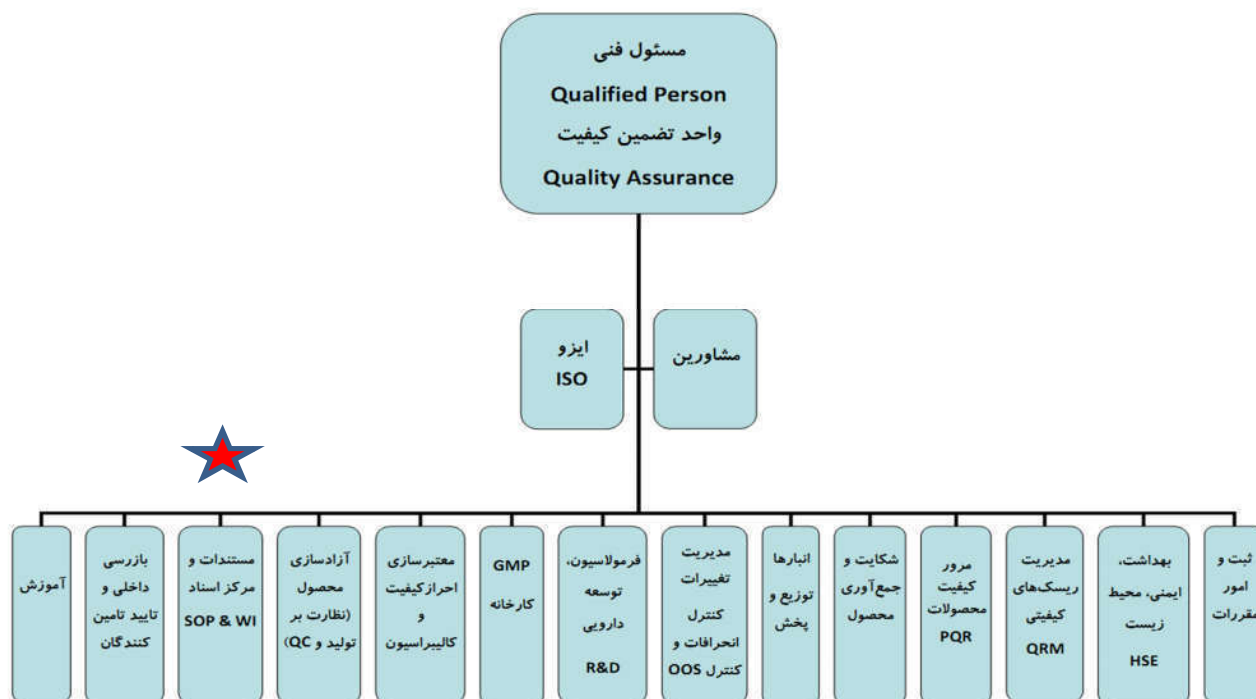 مسئول فنی
Qualified Person
واحد تضمین کیفیت
Quality Assurance
ایزو
ISO
مشاورین
ثبت و
امور
مقررات
بهداشت،
ایمنی، محیط
زیست
HSE
مدیریت
ریسک‌های
کیفیتی
QRM
مرور
کیفیت
محصولات
PQR
شکایت و
جمع‌آوری
محصول
انبارها
توزیع و
پخش
مدیریت
تغییرات
کنترل
انحرافات و
کنترل OOS
فرمولاسیون،
توسعه
دارویی
R&D
GMP
کارخانه
معتبرسازی
احرازکیفیت
و
کالیبراسیون
آزادسازی
محصول
(نظارت بر
تولید و QC)
مستندات و
مرکز اسناد
SOP & WI
بازرسی
داخلی و
تایید تامین
کنندگان
آموزش